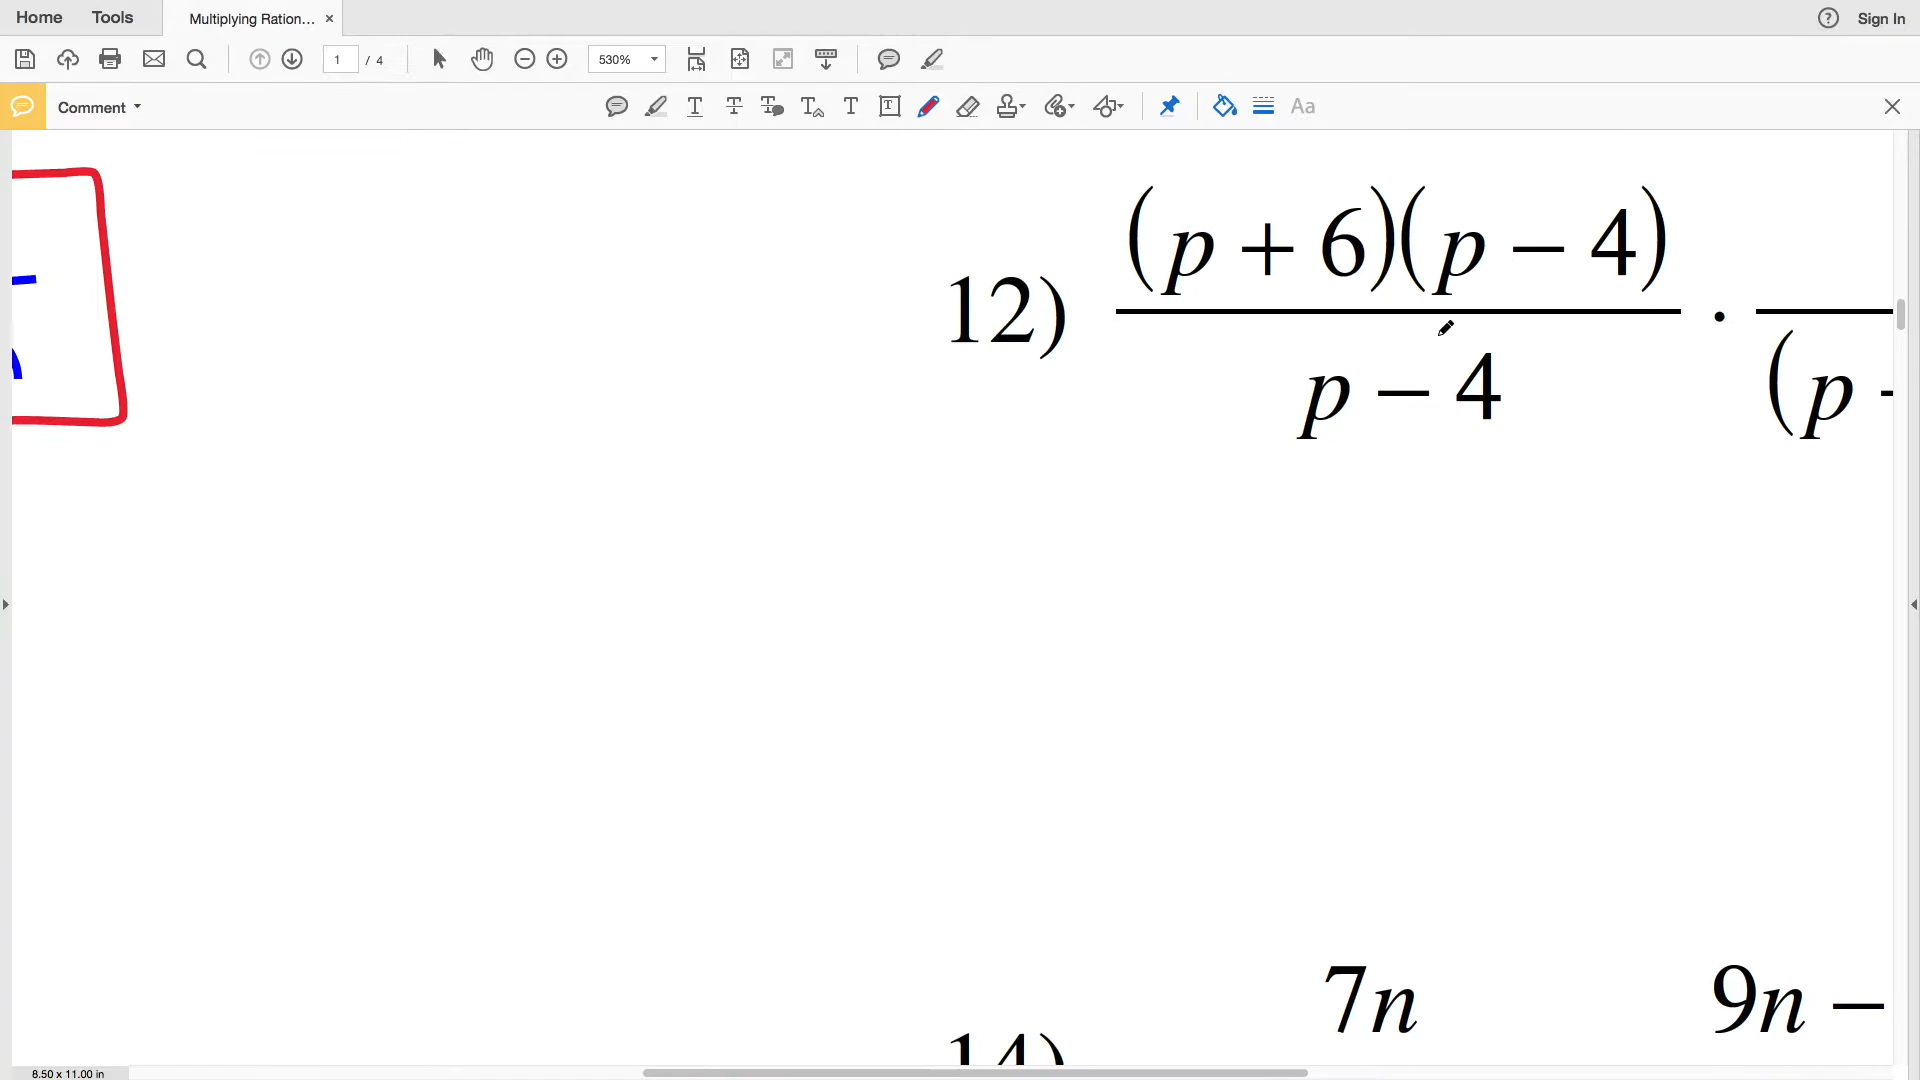 Home Tools Multiplying Ration... × ? Sign In
1 / 4 530%
Comment Aa
12) (p + 6)(p − 4)
p − 4 · (p -
7n 9n −
14)
8.50 x 11.00 in